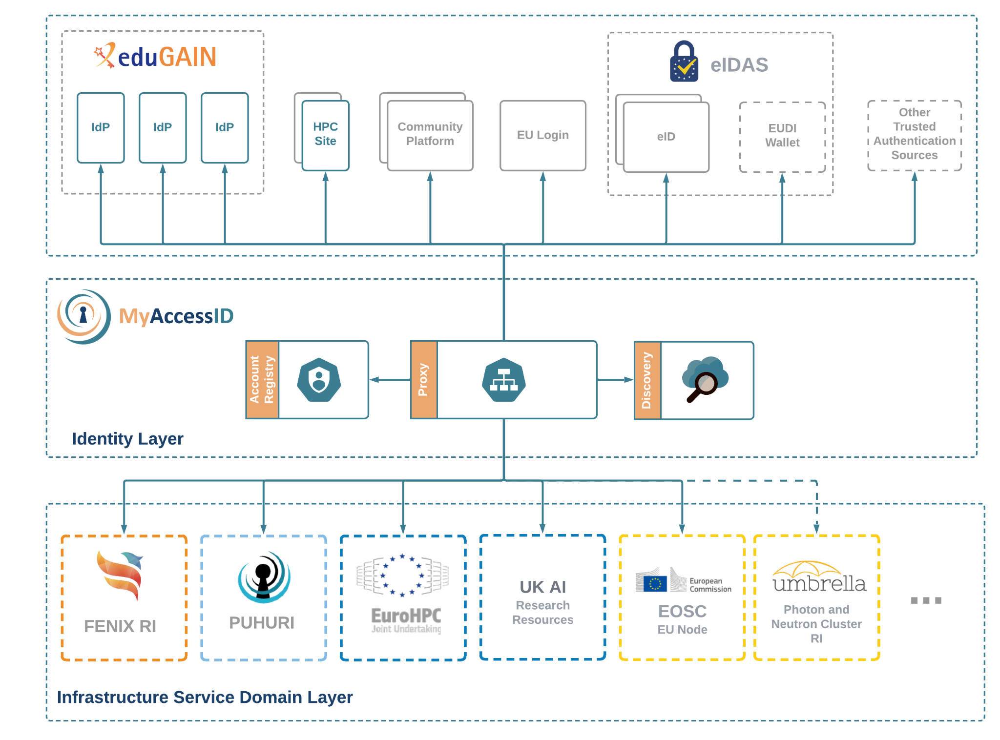 eduGAIN
eIDAS
IdP
IdP
IdP
HPC
Site
Community
Platform
EU Login
eID
EUDI
Wallet
Other
Trusted
Authentication
Sources
MyAccessID
Account
Registry
Proxy
Discovery
Identity Layer
FENIX RI
PUHURI
EuroHPC
Joint Undertaking
UK AI
Research
Resources
European
Commission
EOSC
EU Node
umbrella
Photon and
Neutron Cluster
RI
...
Infrastructure Service Domain Layer